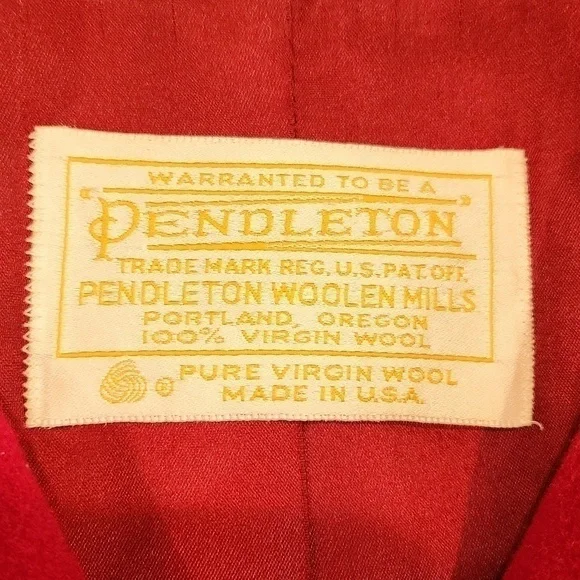 WARRANTED TO BE A
"PENDLETON"
TRADE MARK REG. U.S. PAT. OFF.
PENDLETON WOOLEN MILLS
PORTLAND, OREGON
100% VIRGIN WOOL
® PURE VIRGIN WOOL
MADE IN U.S.A.